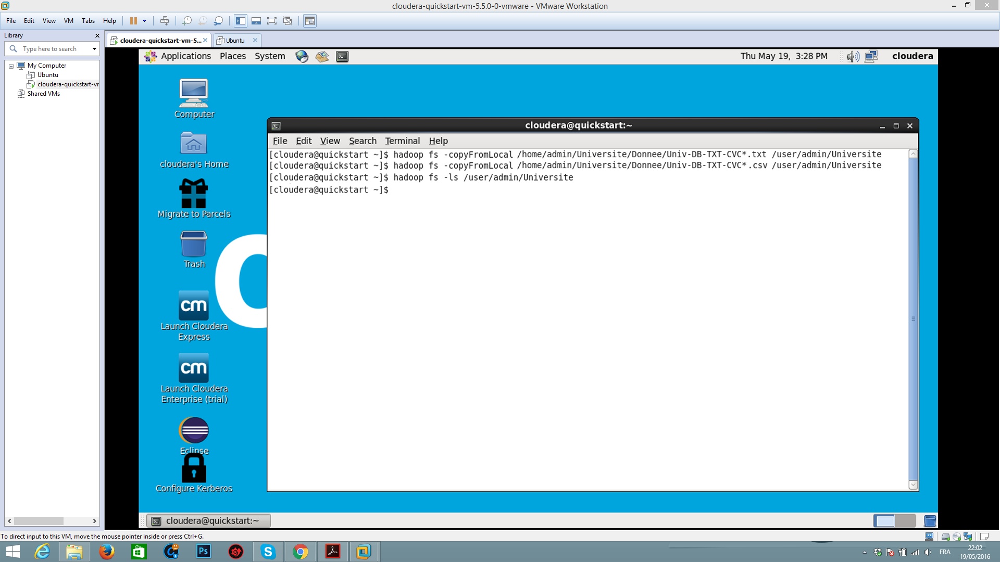 cloudera-quickstart-vm-5.5.0-0-vmware - VMware Workstation
File Edit View VM Tabs Help
Library
cloudera-quickstart-vm-5...
Ubuntu
Type here to search
My Computer
Ubuntu
cloudera-quickstart-vr
Shared VMs
Applications Places System
Thu May 19, 3:28 PM
cloudera
Computer
cloudera's Home
Migrate to Parcels
Trash
cm
Launch Cloudera
Express
cm
Launch Cloudera
Enterprise (trial)
Eclipse
Configure Kerberos
cloudera@quickstart:~
File Edit View Search Terminal Help
[cloudera@quickstart ~]$ hadoop fs -copyFromLocal /home/admin/Universite/Donnee/Univ-DB-TXT-CVC*.txt /user/admin/Universite
[cloudera@quickstart ~]$ hadoop fs -copyFromLocal /home/admin/Universite/Donnee/Univ-DB-TXT-CVC*.csv /user/admin/Universite
[cloudera@quickstart ~]$ hadoop fs -ls /user/admin/Universite
[cloudera@quickstart ~]$
cloudera@quickstart:~
To direct input to this VM, move the mouse pointer inside or press Ctrl+G.
Ps
FRA
22:02
19/05/2016